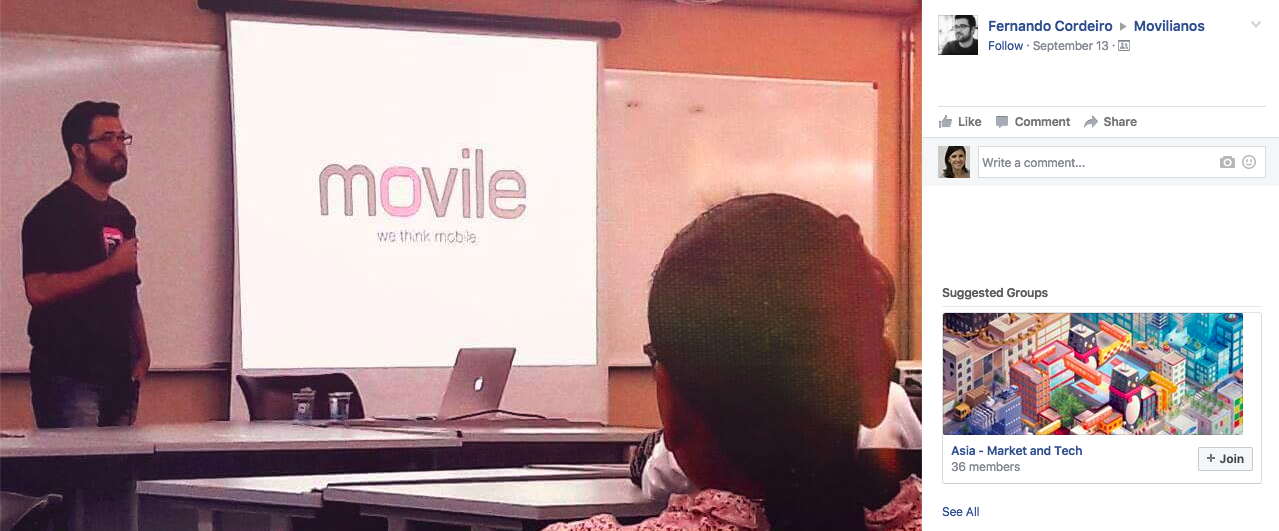 movile
we think mobile
Fernando Cordeiro ▸ Movilianos
Follow · September 13 ·
Like Comment Share
Write a comment...
Suggested Groups
Asia - Market and Tech
36 members
+ Join
See All